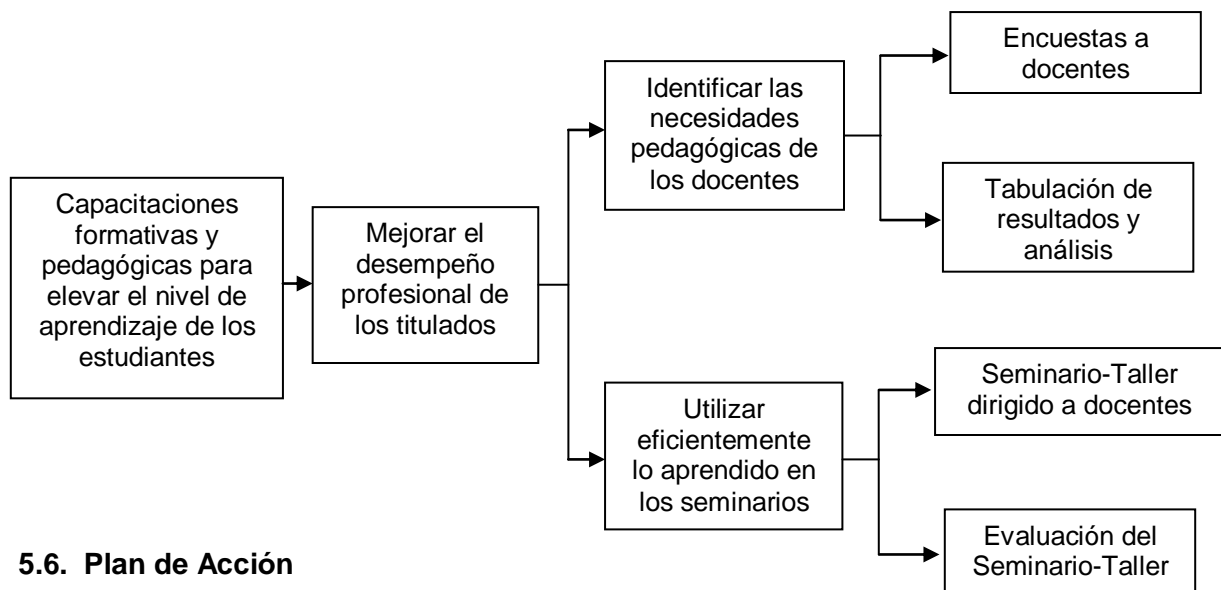 Capacitaciones
formativas y
pedagógicas para
elevar el nivel de
aprendizaje de los
estudiantes
Mejorar el
desempeño
profesional de
los titulados
Identificar las
necesidades
pedagógicas de
los docentes
Encuestas a
docentes
Tabulación de
resultados y
análisis
Utilizar
eficientemente
lo aprendido en
los seminarios
Seminario-Taller
dirigido a docentes
Evaluación del
Seminario-Taller
5.6. Plan de Acción